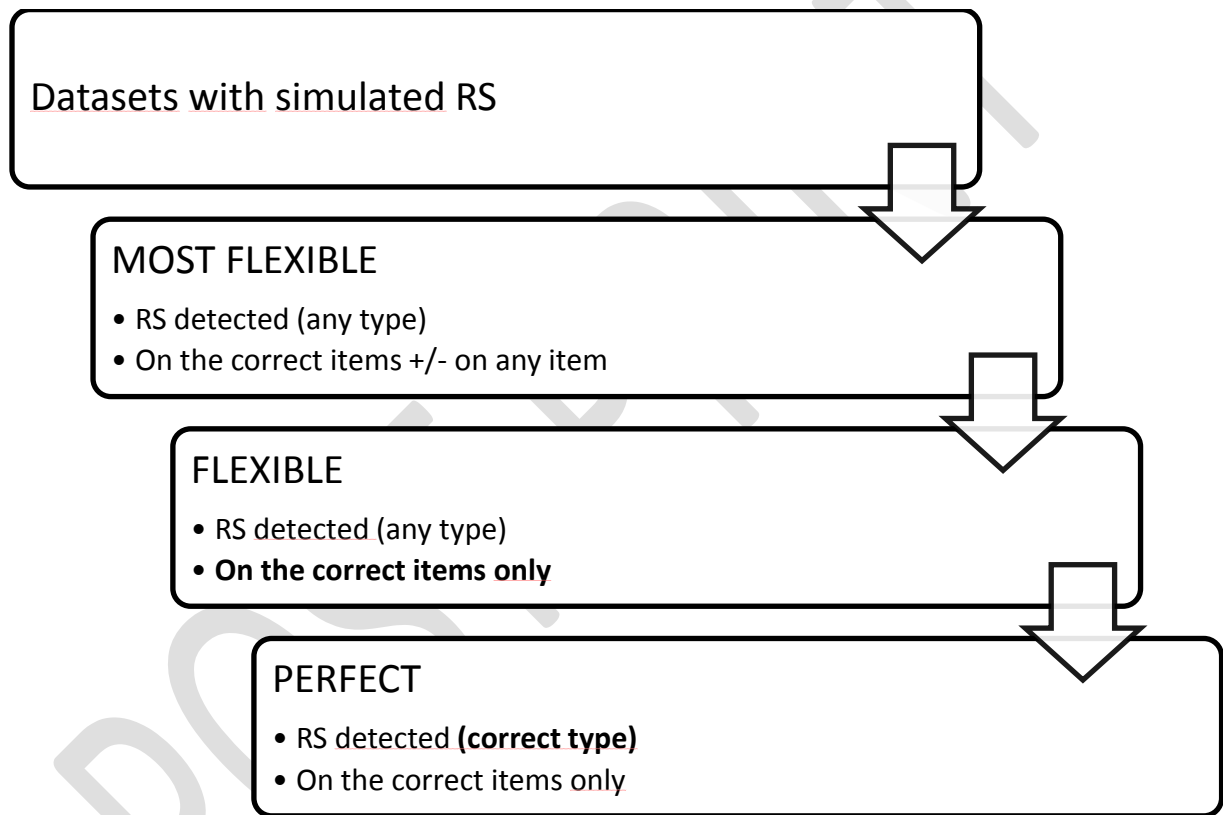 Datasets with simulated RS
MOST FLEXIBLE
• RS detected (any type)
• On the correct items +/- on any item
FLEXIBLE
• RS detected (any type)
• On the correct items only
PERFECT
• RS detected (correct type)
• On the correct items only